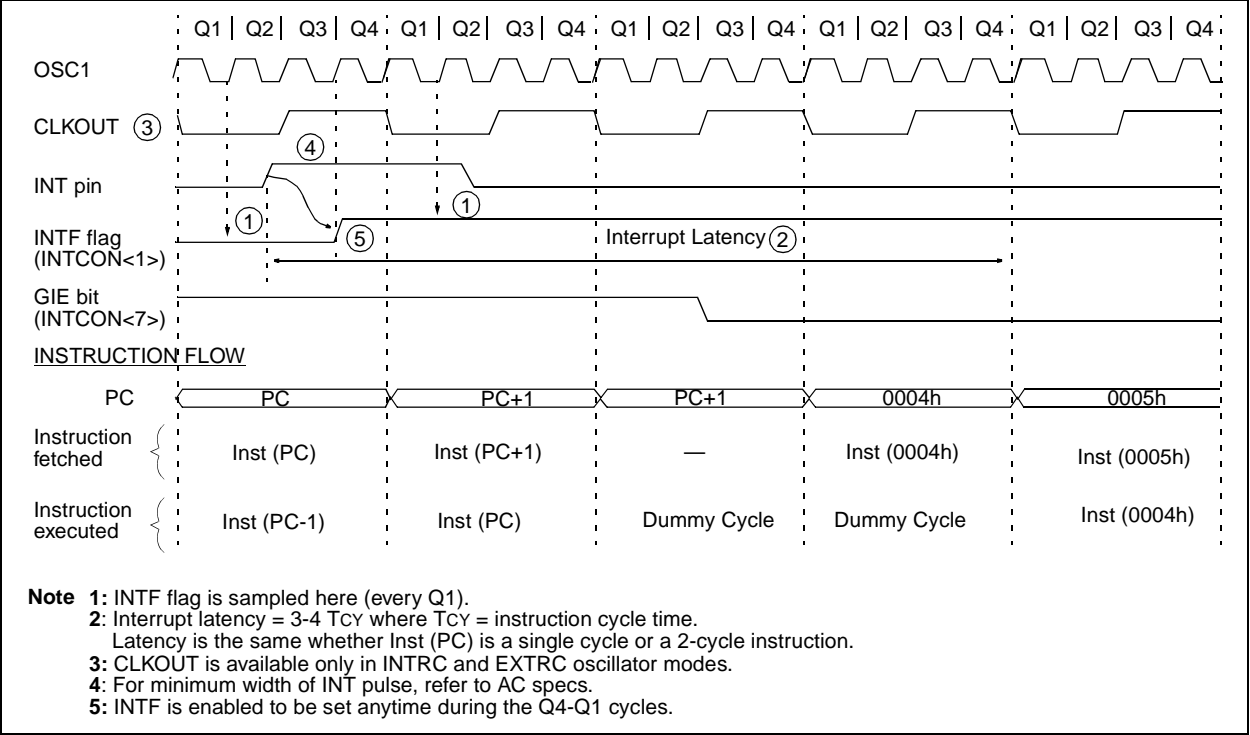 Q1 | Q2 | Q3 | Q4 Q1 | Q2 | Q3 | Q4 Q1 | Q2 | Q3 | Q4 Q1 | Q2 | Q3 | Q4 Q1 | Q2 | Q3 | Q4
OSC1
CLKOUT 3
4
INT pin
1 1
INTF flag
(INTCON<1>)
5
Interrupt Latency 2
GIE bit
(INTCON<7>)
INSTRUCTION FLOW
PC PC PC+1 PC+1 0004h 0005h
Instruction
fetched
Inst (PC) Inst (PC+1) — Inst (0004h) Inst (0005h)
Instruction
executed
Inst (PC-1) Inst (PC) Dummy Cycle Dummy Cycle Inst (0004h)
Note 1: INTF flag is sampled here (every Q1).
2: Interrupt latency = 3-4 TCY where TCY = instruction cycle time.
Latency is the same whether Inst (PC) is a single cycle or a 2-cycle instruction.
3: CLKOUT is available only in INTRC and EXTRC oscillator modes.
4: For minimum width of INT pulse, refer to AC specs.
5: INTF is enabled to be set anytime during the Q4-Q1 cycles.